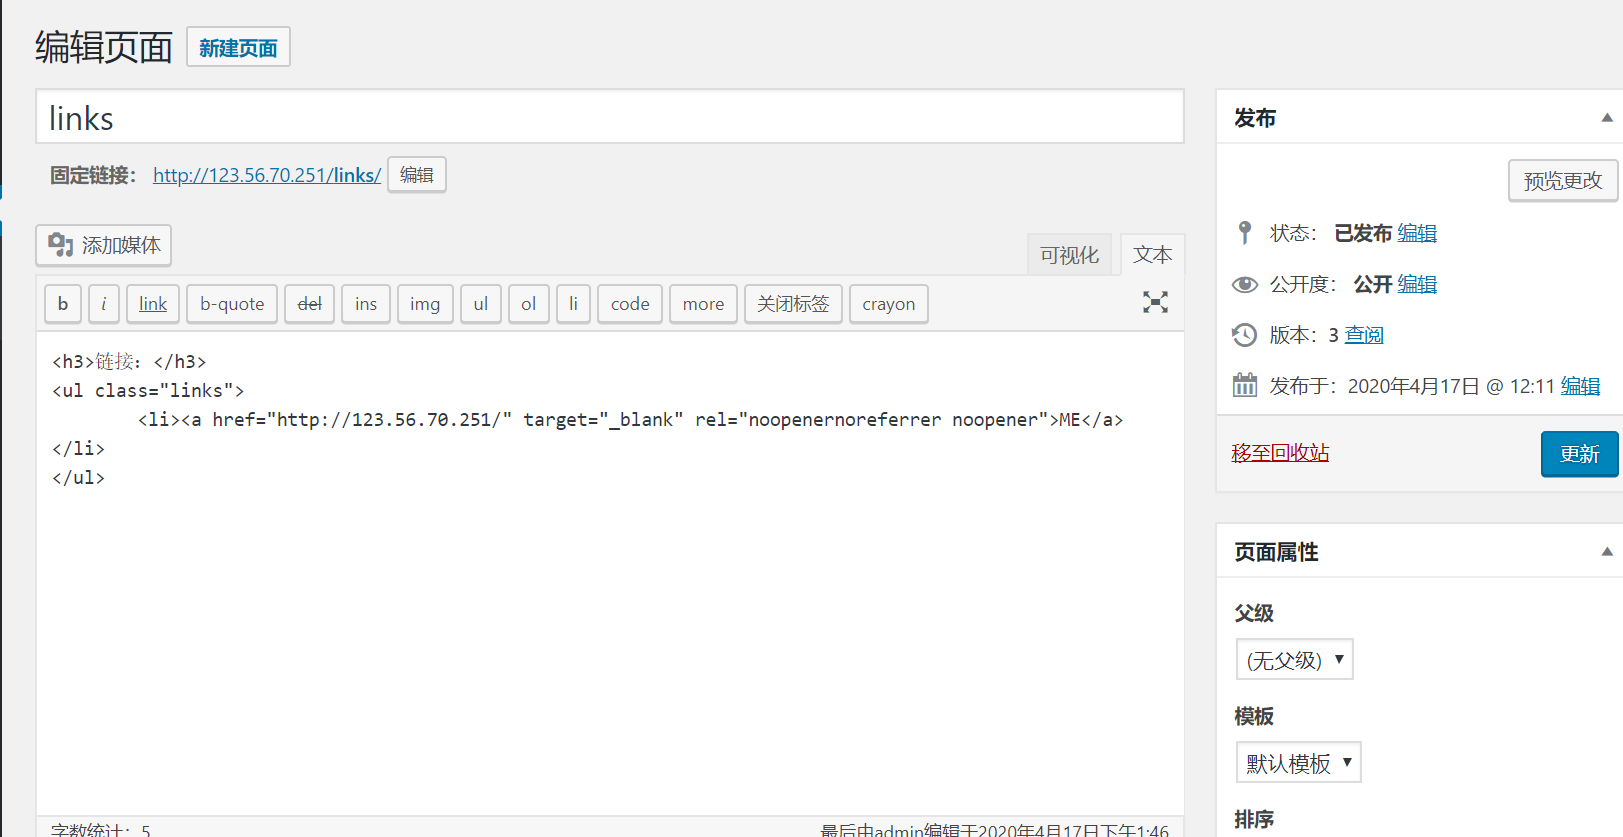 编辑页面 新建页面
links
固定链接： http://123.56.70.251/links/ 编辑
添加媒体
可视化 文本
b i link b-quote del ins img ul ol li code more 关闭标签 crayon
<h3>链接：</h3>
<ul class="links">
<li><a href="http://123.56.70.251/" target="_blank" rel="noopenernoreferrer noopener">ME</a>
</li>
</ul>
字数统计：5
最后由admin编辑于2020年4月17日下午1:46
发布
预览更改
状态： 已发布 编辑
公开度： 公开 编辑
版本：3 查阅
发布于：2020年4月17日 @ 12:11 编辑
移至回收站 更新
页面属性
父级
(无父级)
模板
默认模板
排序